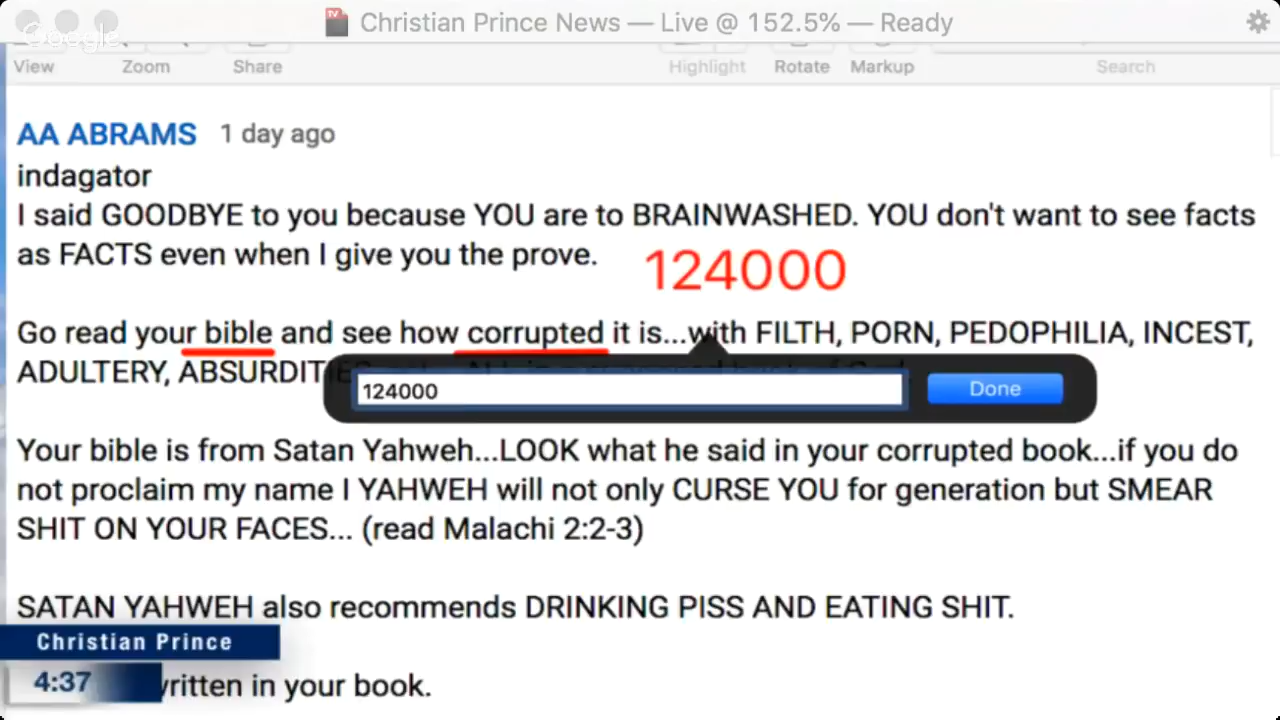 Google
Christian Prince News — Live @ 152.5% — Ready
View Zoom Share Highlight Rotate Markup Search
AA ABRAMS 1 day ago
indagator
I said GOODBYE to you because YOU are to BRAINWASHED. YOU don't want to see facts
as FACTS even when I give you the prove.
124000
Go read your bible and see how corrupted it is...with FILTH, PORN, PEDOPHILIA, INCEST,
ADULTERY,
124000 Done
Your bible is from Satan Yahweh...LOOK what he said in your corrupted book...if you do
not proclaim my name I YAHWEH will not only CURSE YOU for generation but SMEAR
SHIT ON YOUR FACES... (read Malachi 2:2-3)
SATAN YAHWEH also recommends DRINKING PISS AND EATING SHIT.
Christian Prince
4:37
written in your book.